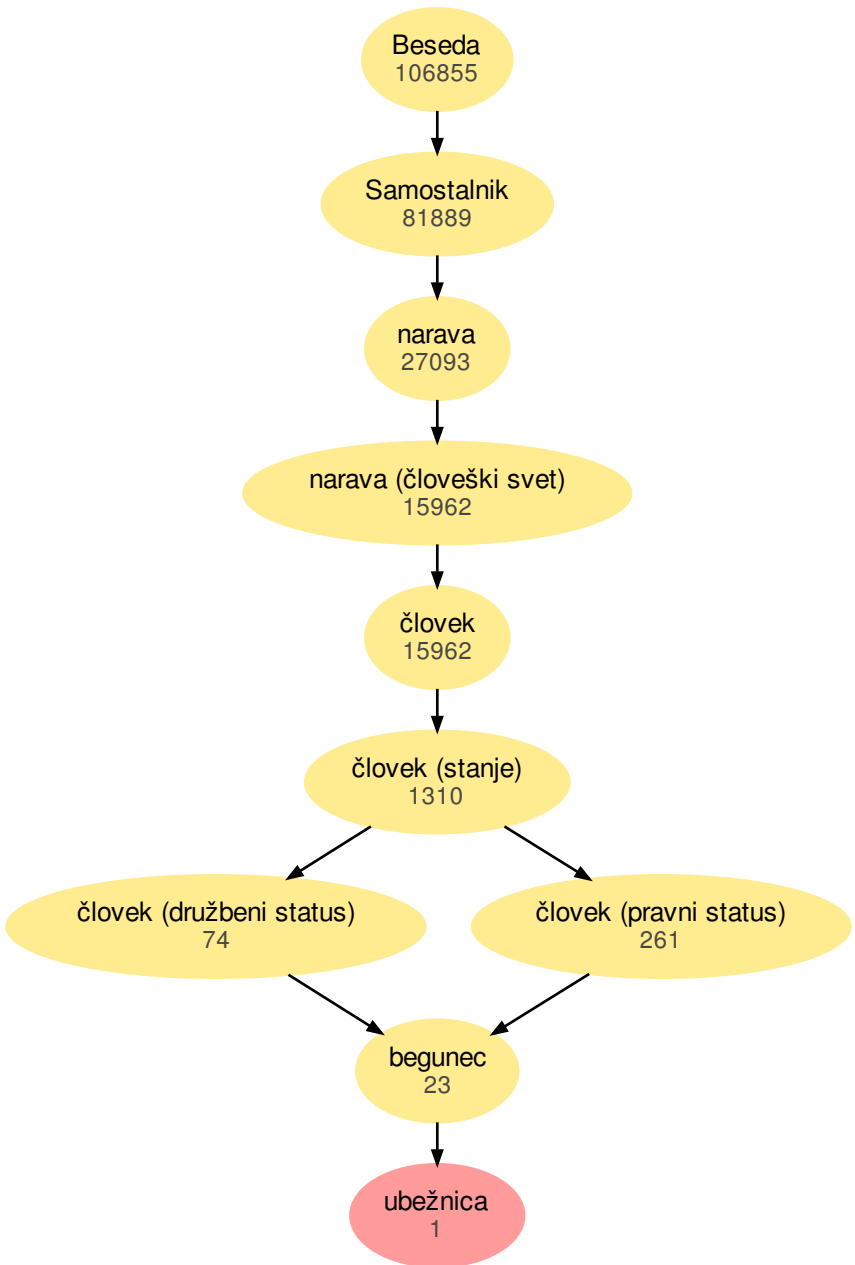 Beseda
106855
Samostalnik
81889
narava
27093
narava (človeški svet)
15962
človek
15962
človek (stanje)
1310
človek (družbeni status)
74
človek (pravni status)
261
begunec
23
ubežnica
1